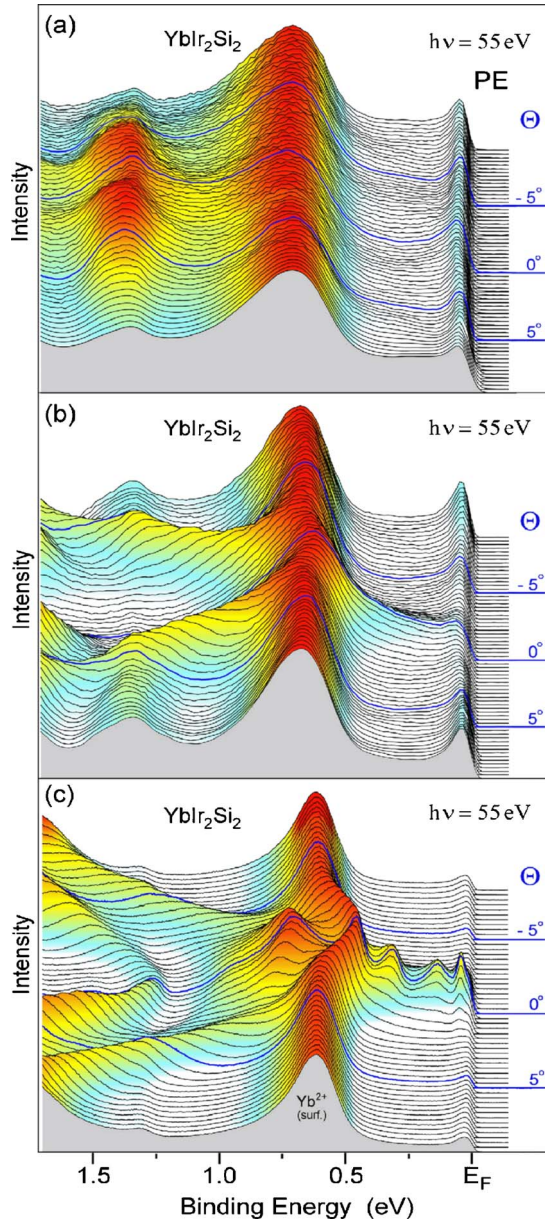 (a) YbIr₂Si₂ hν = 55 eV
PE
Θ
- 5°
0°
5°
Intensity
(b) YbIr₂Si₂ hν = 55 eV
Θ
- 5°
0°
5°
Intensity
(c) YbIr₂Si₂ hν = 55 eV
Θ
- 5°
0°
5°
Intensity
Yb²⁺
(surf.)
1.5 1.0 0.5 E_F
Binding Energy (eV)